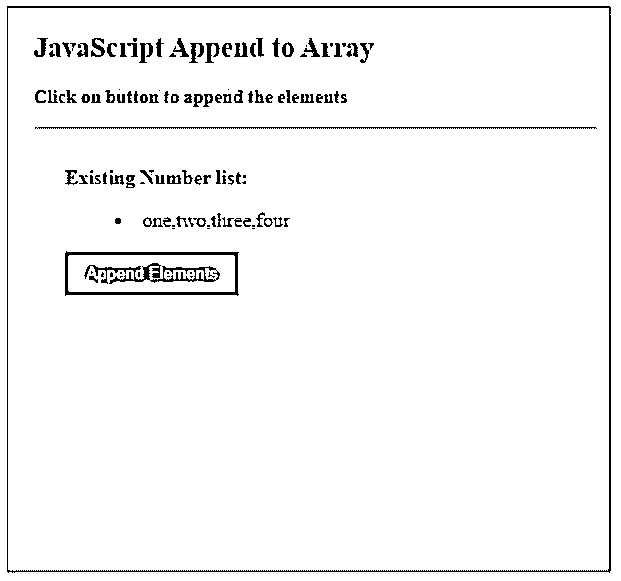 JavaScript Append to Array
Click on button to append the elements
Existing Number list:
• one,two,three,four
Append Elements